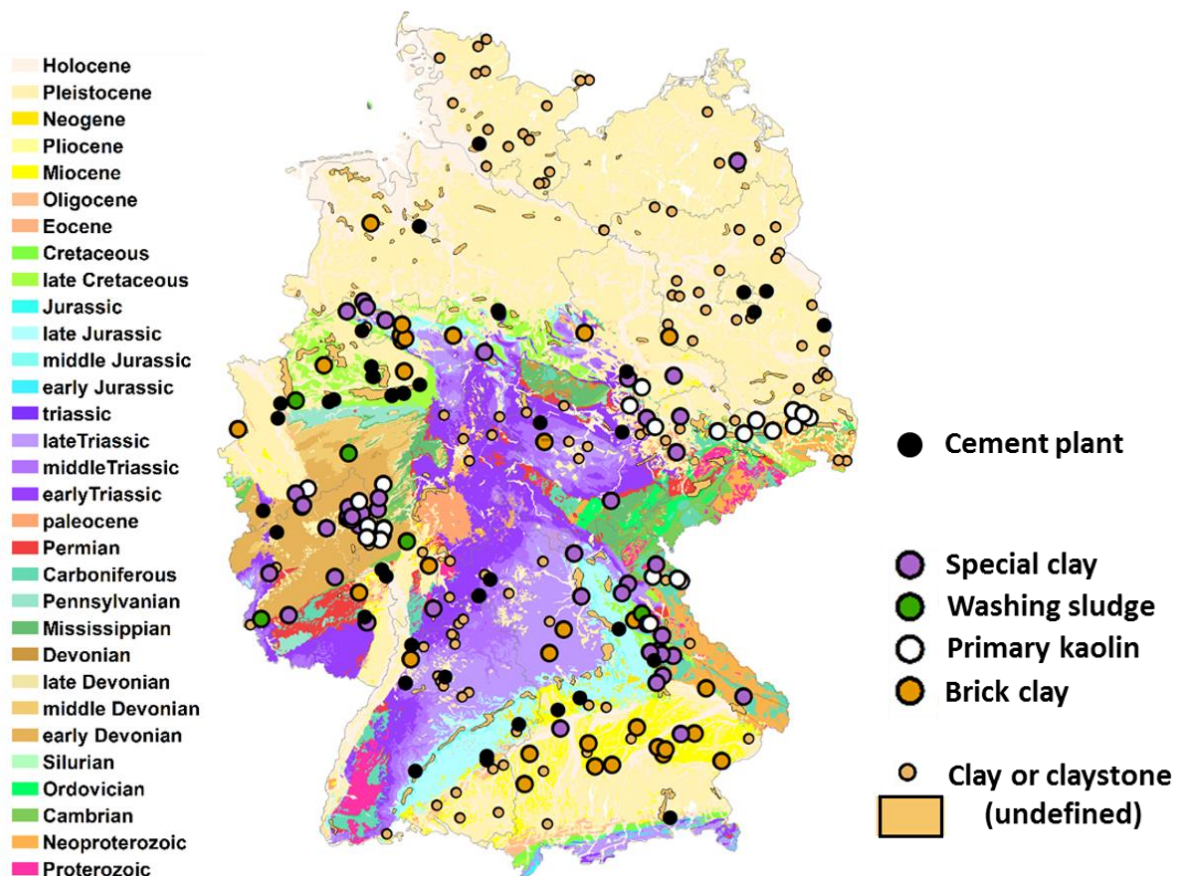 Holocene
Pleistocene
Neogene
Pliocene
Miocene
Oligocene
Eocene
Cretaceous
late Cretaceous
Jurassic
late Jurassic
middle Jurassic
early Jurassic
triassic
lateTriassic
middleTriassic
earlyTriassic
paleocene
Permian
Carboniferous
Pennsylvanian
Mississippian
Devonian
late Devonian
middle Devonian
early Devonian
Silurian
Ordovician
Cambrian
Neoproterozoic
Proterozoic
Cement plant
Special clay
Washing sludge
Primary kaolin
Brick clay
Clay or claystone
(undefined)